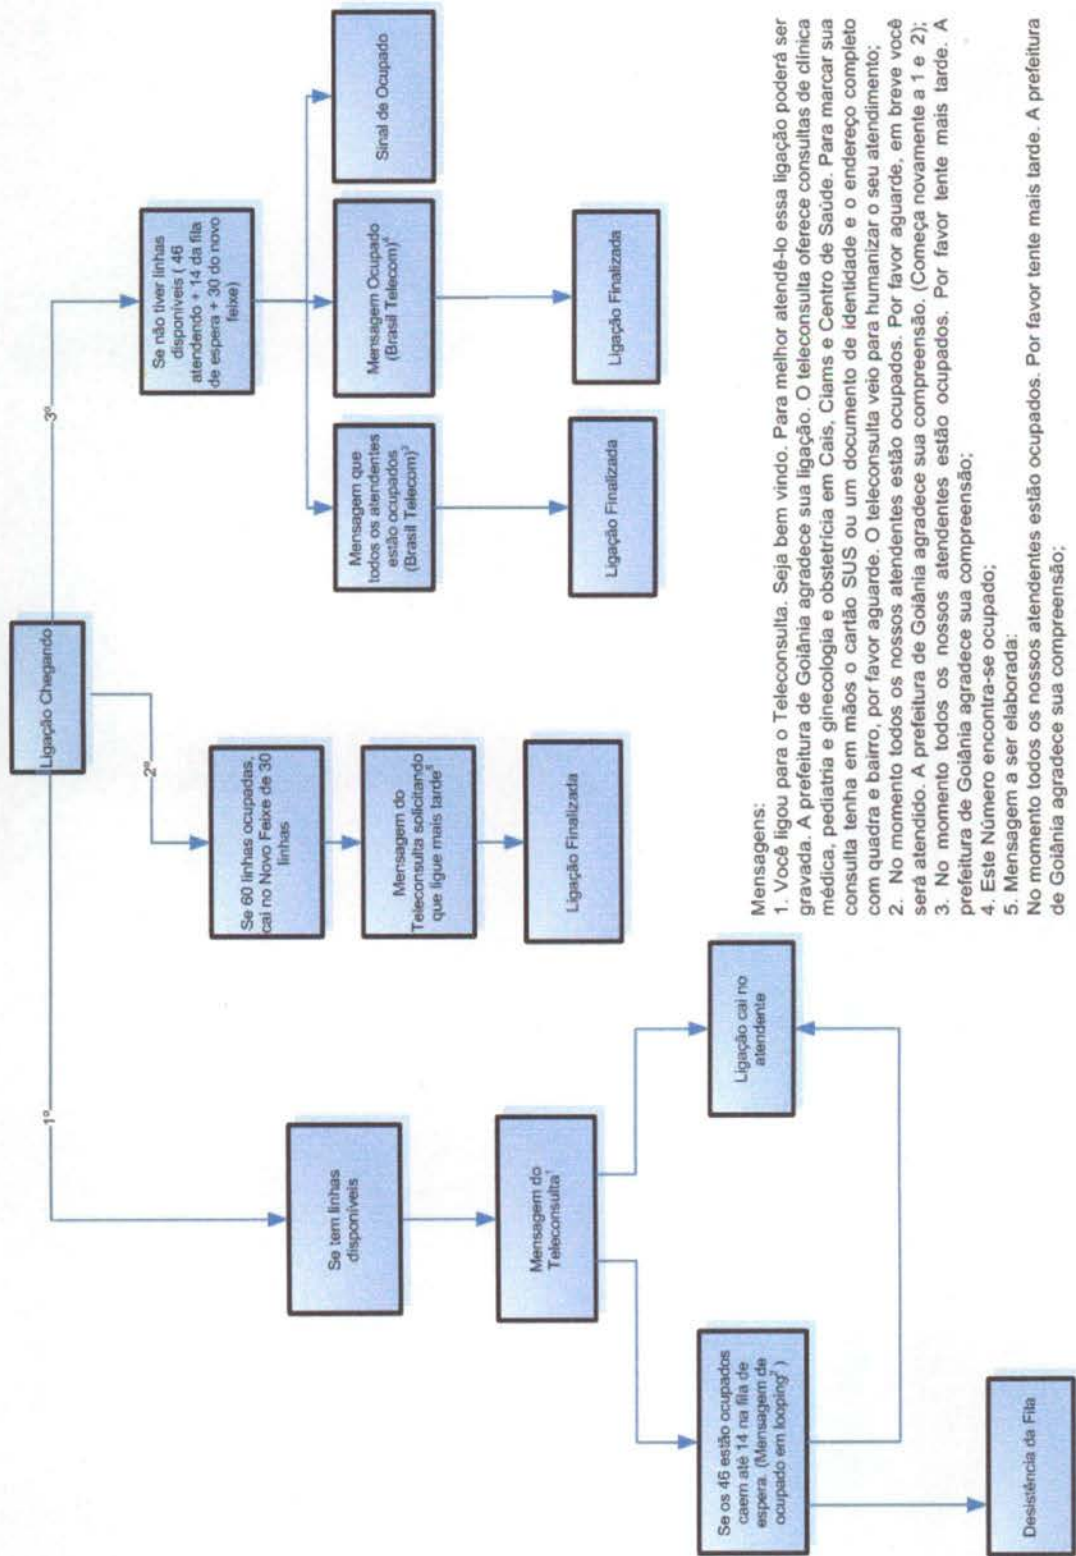 Ligação Chegando
1º
2º
3º
Se tem linhas
disponíveis
Mensagem do
Teleconsulta¹
Se os 46 estão ocupados
caem até 14 na fila de
espera. (Mensagem de
ocupado em looping²)
Ligação cai no
atendente
Desistência da Fila
Se 60 linhas ocupadas,
cai no Novo Feixe de 30
linhas
Mensagem do
Teleconsulta solicitando
que ligue mais tarde⁵
Ligação Finalizada
Se não tiver linhas
disponíveis ( 46
atendendo + 14 da fila
de espera + 30 do novo
feixe)
Mensagem que
todos os atendentes
estão ocupados
(Brasil Telecom)³
Ligação Finalizada
Mensagem Ocupado
(Brasil Telecom)⁴
Ligação Finalizada
Sinal de Ocupado
Mensagens:
1. Você ligou para o Teleconsulta. Seja bem vindo. Para melhor atendê-lo essa ligação poderá ser
gravada. A prefeitura de Goiânia agradece sua ligação. O teleconsulta oferece consultas de clínica
médica, pediatria e ginecologia e obstetrícia em Cais, Ciams e Centro de Saúde. Para marcar sua
consulta tenha em mãos o cartão SUS ou um documento de identidade e o endereço completo
com quadra e bairro, por favor aguarde. O teleconsulta veio para humanizar o seu atendimento;
2. No momento todos os nossos atendentes estão ocupados. Por favor aguarde, em breve você
será atendido. A prefeitura de Goiânia agradece sua compreensão. (Começa novamente a 1 e 2);
3. No momento todos os nossos atendentes estão ocupados. Por favor tente mais tarde. A
prefeitura de Goiânia agradece sua compreensão;
4. Este Número encontra-se ocupado;
5. Mensagem a ser elaborada:
No momento todos os nossos atendentes estão ocupados. Por favor tente mais tarde. A prefeitura
de Goiânia agradece sua compreensão;